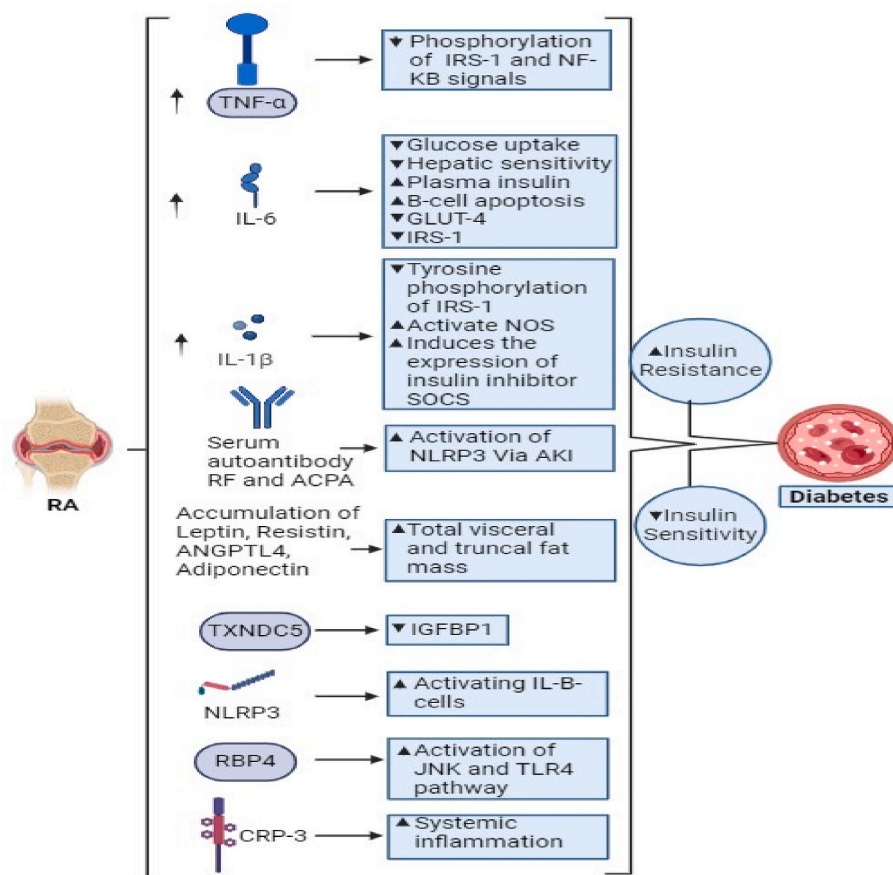 TNF-α
Phosphorylation
of IRS-1 and NF-
KB signals
IL-6
Glucose uptake
Hepatic sensitivity
Plasma insulin
B-cell apoptosis
GLUT-4
IRS-1
IL-1β
Tyrosine
phosphorylation
of IRS-1
Activate NOS
Induces the
expression of
insulin inhibitor
SOCS
Serum
autoantibody
RF and ACPA
Activation of
NLRP3 Via AKI
Accumulation of
Leptin, Resistin,
ANGPTL4,
Adiponectin
Total visceral
and truncal fat
mass
TXNDC5
IGFBP1
NLRP3
Activating IL-B-
cells
RBP4
Activation of
JNK and TLR4
pathway
CRP-3
Systemic
inflammation
RA
Insulin
Resistance
Insulin
Sensitivity
Diabetes